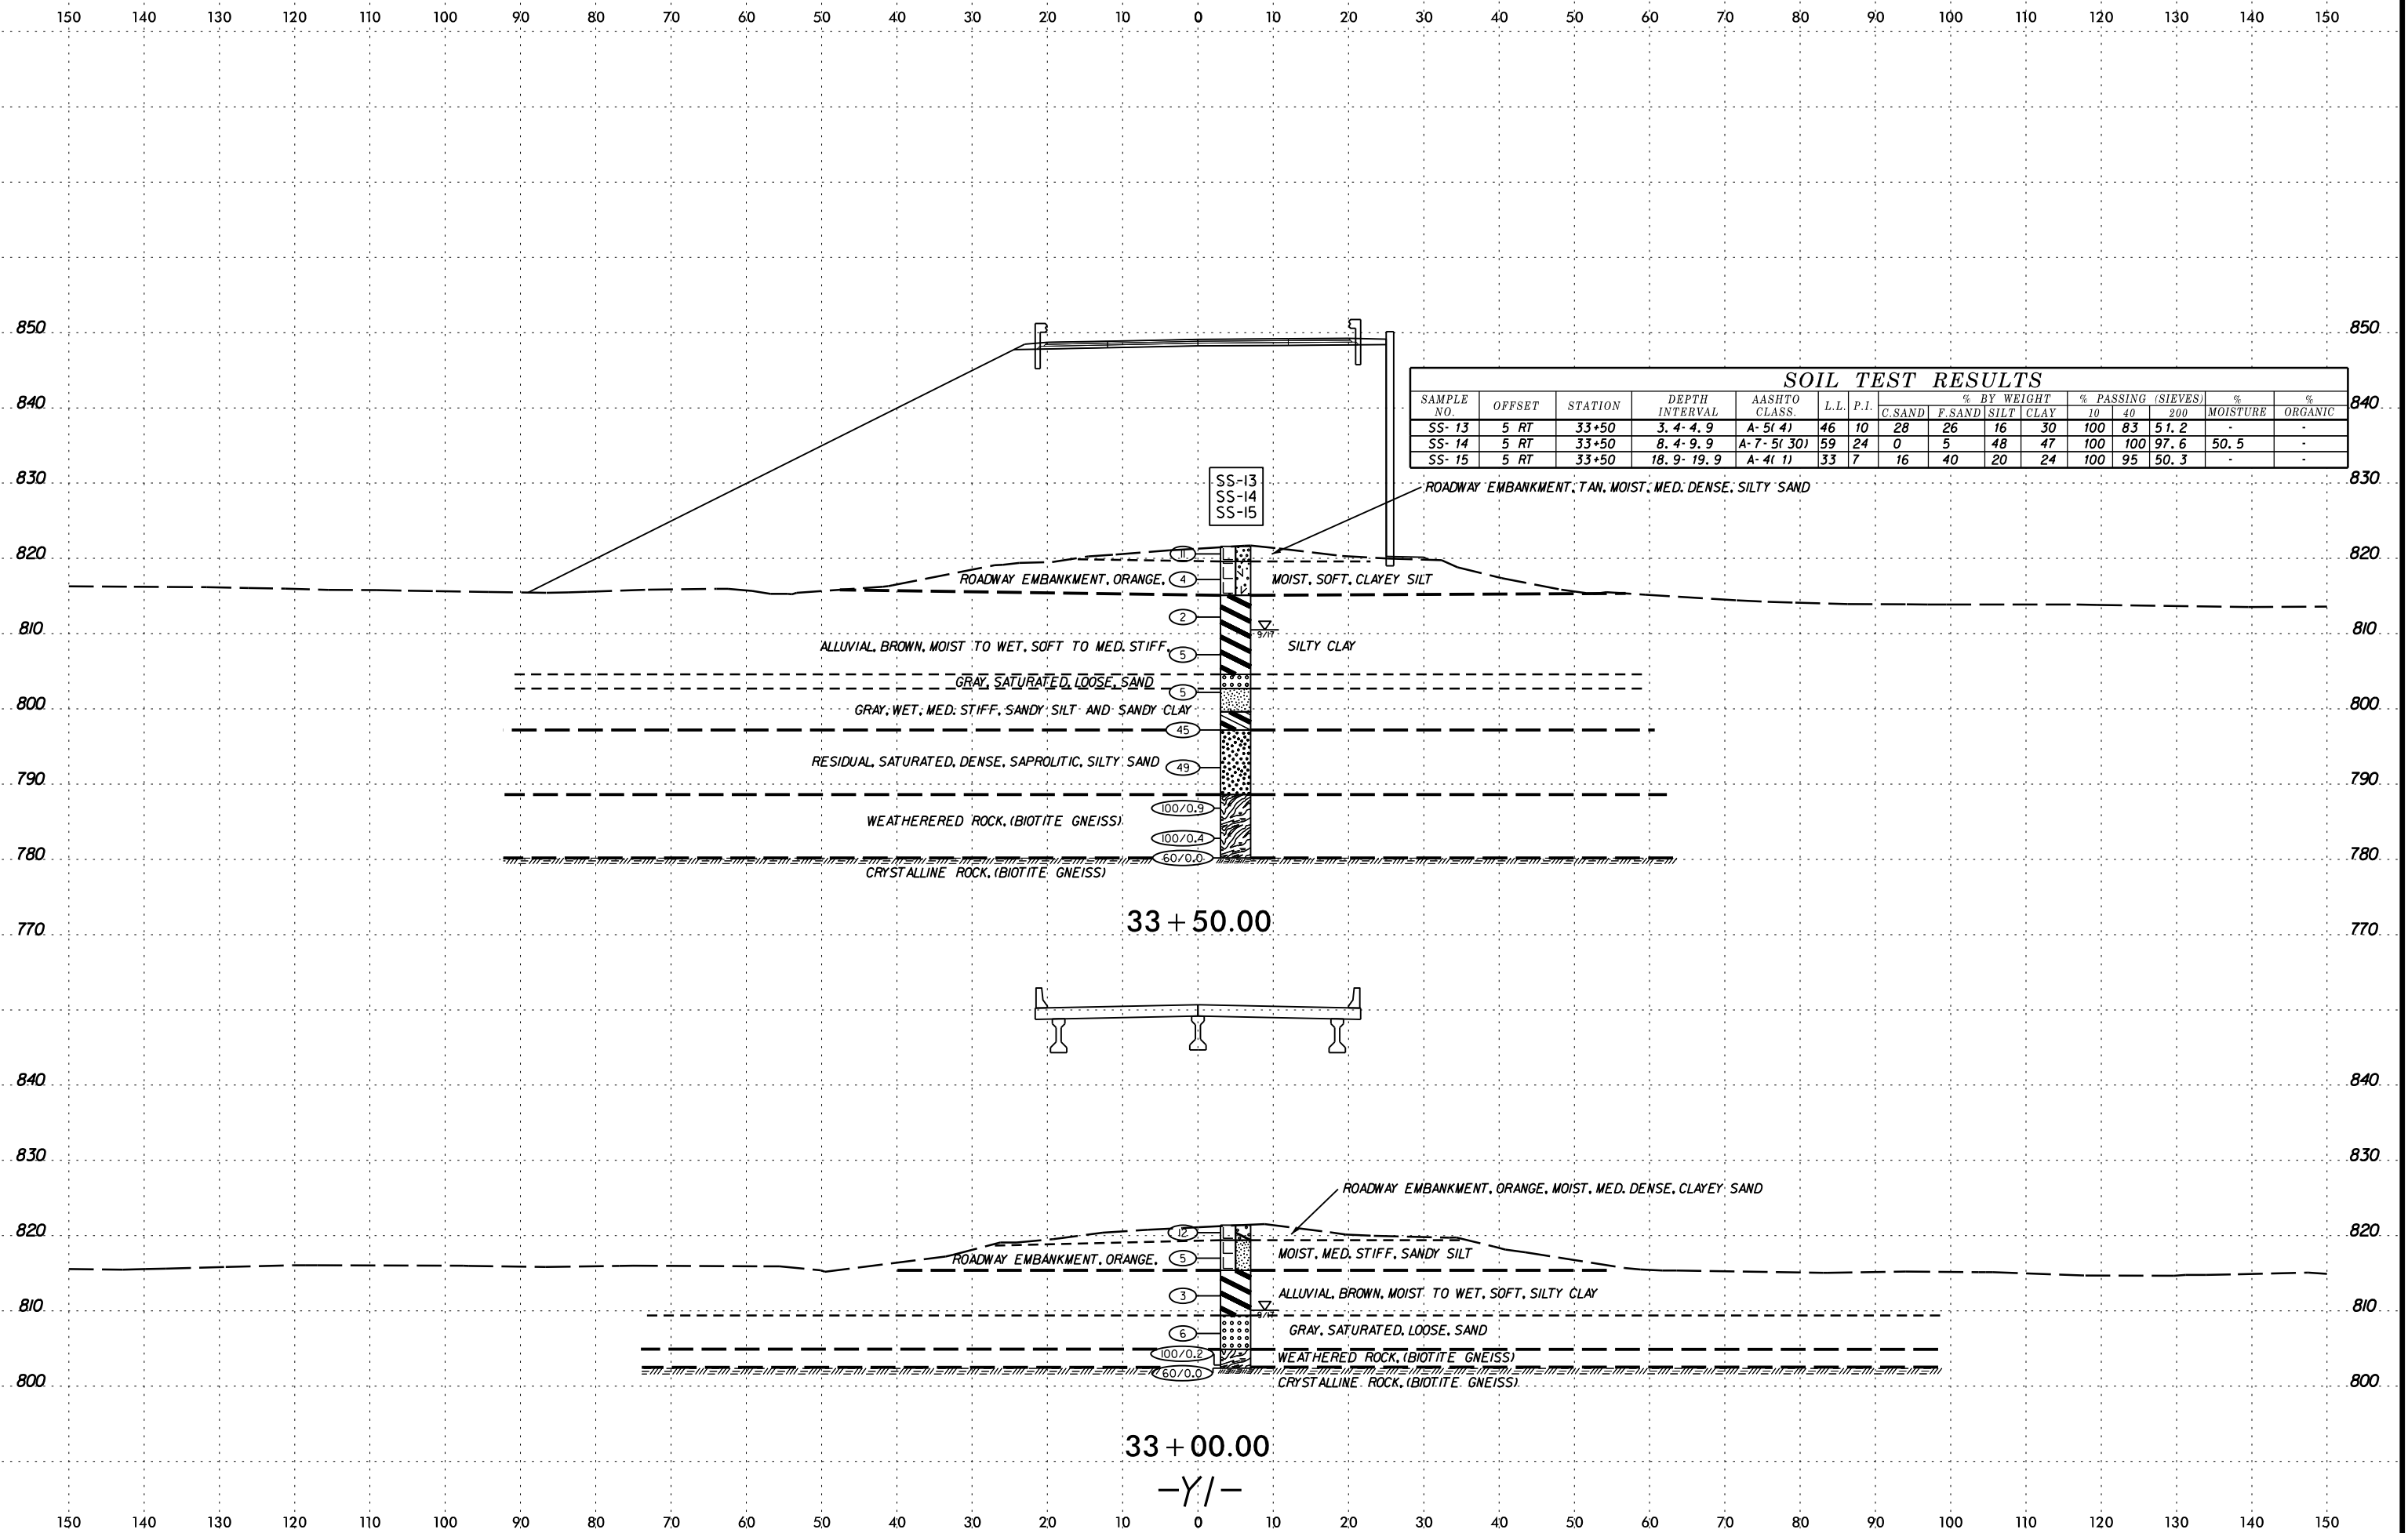 150 140 130 120 110 100 90 80 70 60 50 40 30 20 10 0 10 20 30 40 50 60 70 80 90 100 110 120 130 140 150
850 850
SOIL TEST RESULTS
SAMPLE NO. OFFSET STATION DEPTH INTERVAL AASHTO CLASS. L.L. P.I. % BY WEIGHT % PASSING (SIEVES) % MOISTURE % ORGANIC
C.SAND F.SAND SILT CLAY 10 40 200
SS-13 5 RT 33+50 3.4-4.9 A-5(4) 46 10 28 26 16 30 100 83 51.2 - -
SS-14 5 RT 33+50 8.4-9.9 A-7-5(30) 59 24 0 5 48 47 100 100 97.6 50.5 -
SS-15 5 RT 33+50 18.9-19.9 A-4(1) 33 7 16 40 20 24 100 95 50.3 - -
840 840
830 830
SS-13
SS-14
SS-15
ROADWAY EMBANKMENT, TAN, MOIST, MED. DENSE, SILTY SAND
820 11 820
ROADWAY EMBANKMENT, ORANGE, 4 MOIST, SOFT, CLAYEY SILT
2
810 9/17 810
ALLUVIAL, BROWN, MOIST TO WET, SOFT TO MED. STIFF, 5 SILTY CLAY
GRAY, SATURATED, LOOSE, SAND
5
800 800
GRAY, WET, MED. STIFF, SANDY SILT AND SANDY CLAY
45
RESIDUAL, SATURATED, DENSE, SAPROLITIC, SILTY SAND 49
790 790
100/0.9
WEATHERERED ROCK, (BIOTITE GNEISS)
100/0.4
780 60/0.0 780
CRYSTALLINE ROCK, (BIOTITE GNEISS)
33+50.00
770 770
840 840
830 830
ROADWAY EMBANKMENT, ORANGE, MOIST, MED. DENSE, CLAYEY SAND
820 12 820
ROADWAY EMBANKMENT, ORANGE, 5 MOIST, MED. STIFF, SANDY SILT
3 ALLUVIAL, BROWN, MOIST TO WET, SOFT, SILTY CLAY
810 9/17 810
6 GRAY, SATURATED, LOOSE, SAND
100/0.2 WEATHERED ROCK, (BIOTITE GNEISS)
60/0.0
800 CRYSTALLINE ROCK, (BIOTITE GNEISS) 800
33+00.00
-Y1-
150 140 130 120 110 100 90 80 70 60 50 40 30 20 10 0 10 20 30 40 50 60 70 80 90 100 110 120 130 140 150